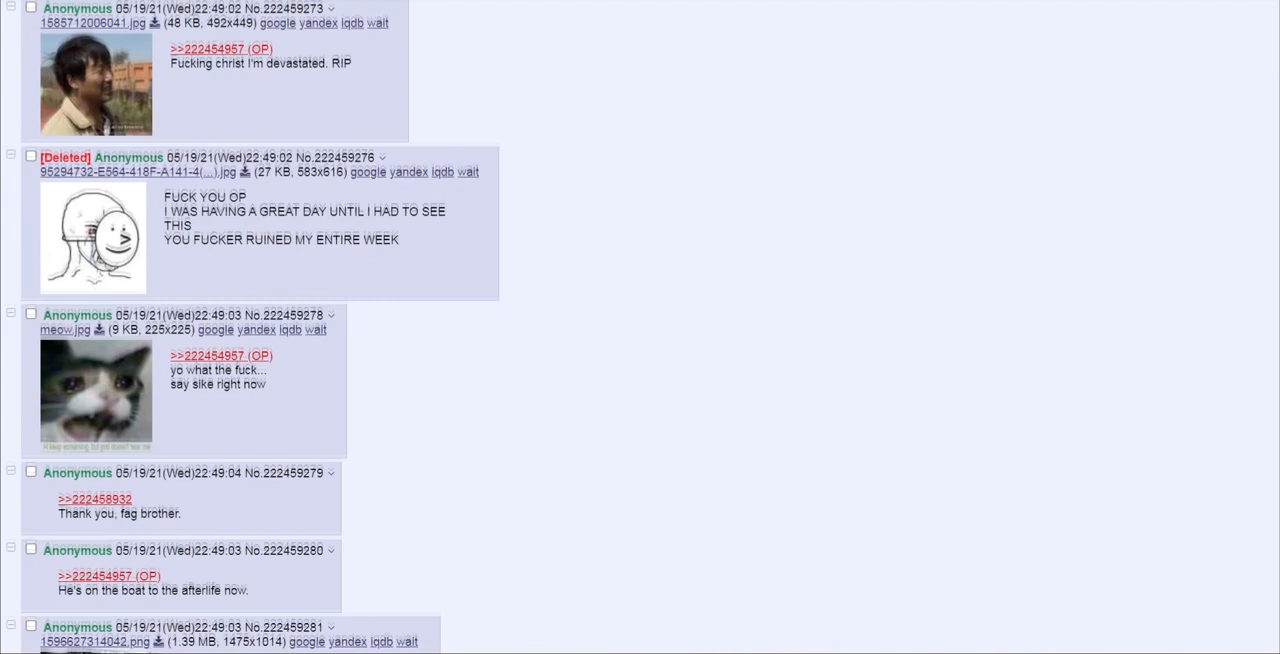 Anonymous 05/19/21(Wed)22:49:02 No.222459273
1585712006041.jpg (48 KB, 492x449) google yandex iqdb wait
>>222454957 (OP)
Fucking christ I'm devastated. RIP
[Deleted] Anonymous 05/19/21(Wed)22:49:02 No.222459276
95294732-E564-418F-A141-4(...).jpg (27 KB, 583x616) google yandex iqdb wait
FUCK YOU OP
I WAS HAVING A GREAT DAY UNTIL I HAD TO SEE
THIS
YOU FUCKER RUINED MY ENTIRE WEEK
Anonymous 05/19/21(Wed)22:49:03 No.222459278
meow.jpg (9 KB, 225x225) google yandex iqdb wait
>>222454957 (OP)
yo what the fuck...
say sike right now
Anonymous 05/19/21(Wed)22:49:04 No.222459279
>>222458932
Thank you, fag brother.
Anonymous 05/19/21(Wed)22:49:03 No.222459280
>>222454957 (OP)
He's on the boat to the afterlife now.
Anonymous 05/19/21(Wed)22:49:03 No.222459281
1596627314042.png (1.39 MB, 1475x1014) google yandex iqdb wait